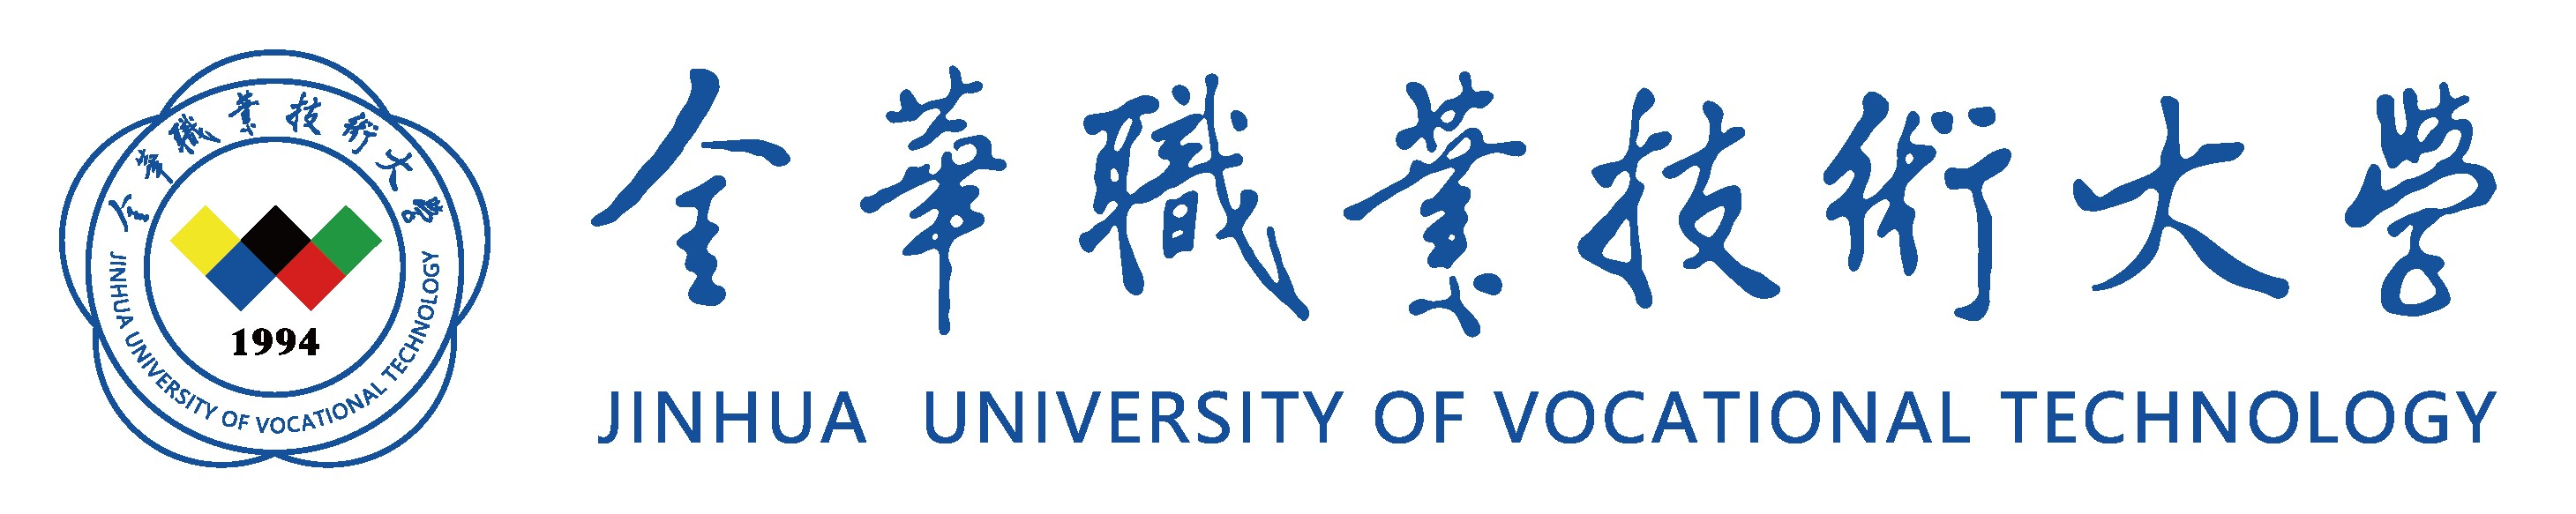 金華職業技術大學
JINHUA UNIVERSITY OF VOCATIONAL TECHNOLOGY
1994
JINHUA UNIVERSITY OF VOCATIONAL TECHNOLOGY
金華職業技術大學